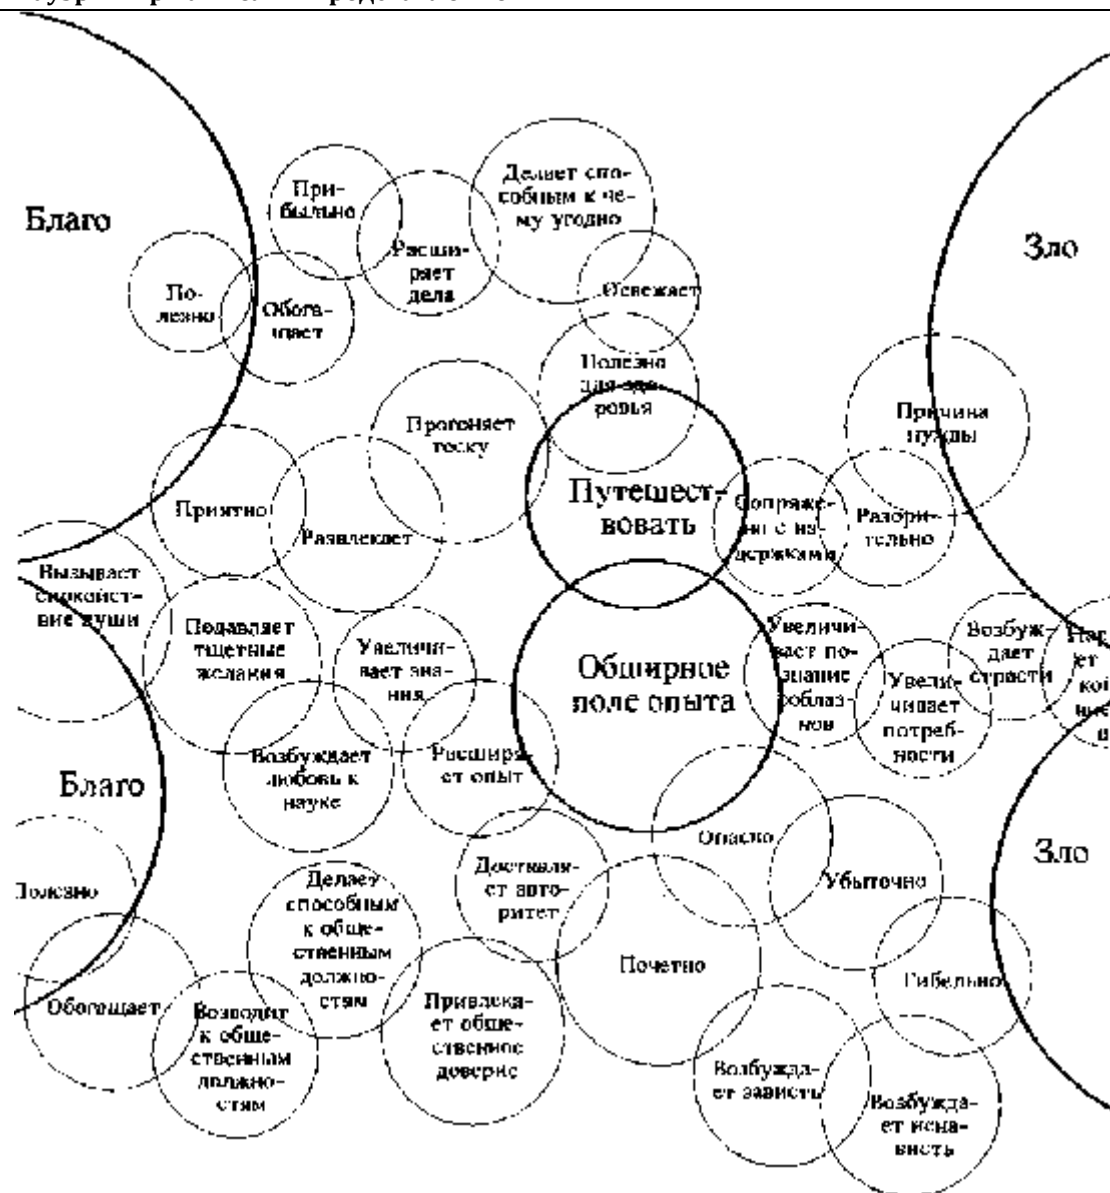 Благо
При-
быльно
Делает спо-
собным к че-
му угодно
Зло
Расши-
ряет
дела
По-
лезно
Обога-
щает
Освежает
Полезно
для здо-
ровья
Прогоняет
тоску
Причина
нужды
Приятно
Развлекает
Путешест-
вовать
Сопряже-
но с из-
держками
Разори-
тельно
Вызывает
спокойст-
вие души
Подавляет
тщетные
желания
Увеличи-
вает зна-
ния
Обширное
поле опыта
Увеличи-
вает по-
знание
соблаз-
нов
Увели-
чивает
потреб-
ности
Возбуж-
дает
страсти
Благо
Возбуждает
любовь к
науке
Расширя-
ет опыт
Опасно
Зло
Полезно
Делает
способным
к обще-
ственным
должно-
стям
Доставля-
ет авто-
ритет
Почетно
Убыточно
Гибельно
Обогащает
Возводит
к обще-
ственным
должно-
стям
Привлека-
ет обще-
ственное
доверие
Возбужда-
ет зависть
Возбужда-
ет нена-
висть